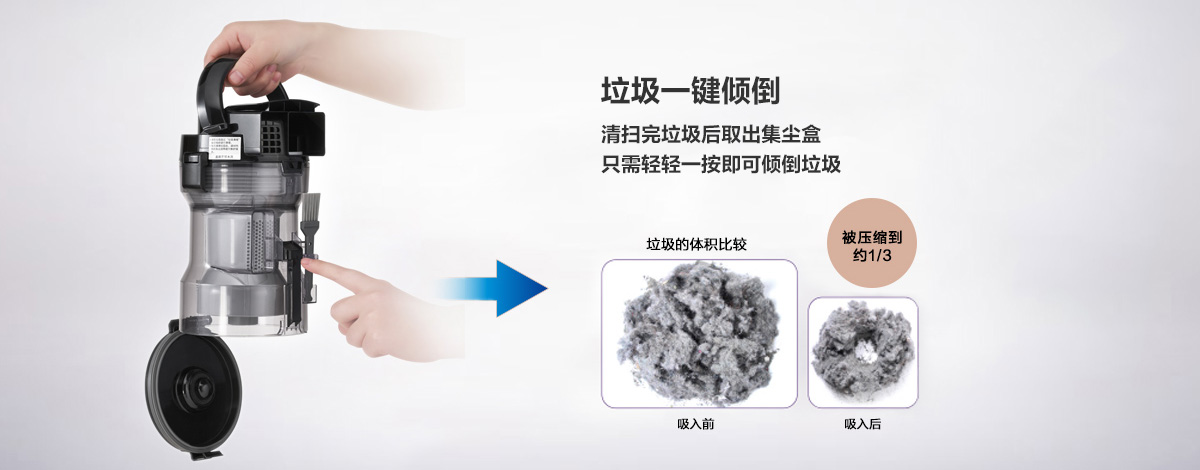 垃圾一键倾倒
清扫完垃圾后取出集尘盒
只需轻轻一按即可倾倒垃圾
垃圾的体积比较
被压缩到
约1/3
吸入前
吸入后